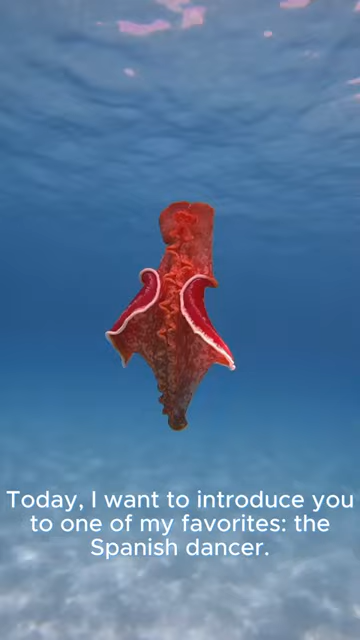 Today, I want to introduce you
to one of my favorites: the
Spanish dancer.